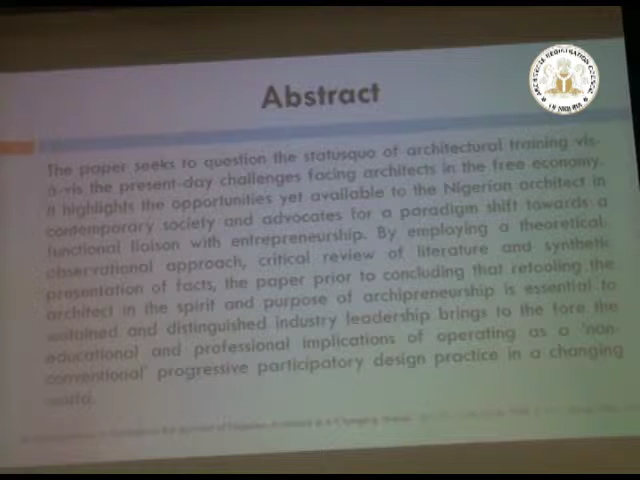 Abstract
ARCHITECTS REGISTRATION COUNCIL
OF NIGERIA
The paper seeks to question the statusquo of architectural training vis-
à-vis the present-day challenges facing architects in the free economy.
It highlights the opportunities yet available to the Nigerian architect in
contemporary society and advocates for a paradigm shift towards a
functional liaison with entrepreneurship. By employing a theoretical,
observational approach, critical review of literature and synthetic
presentation of facts, the paper prior to concluding that retooling the
architect in the spirit and purpose of archipreneurship is essential to
sustained and distinguished industry leadership brings to the fore the
educational and professional implications of operating as a 'non-
conventional' progressive participatory design practice in a changing
world.